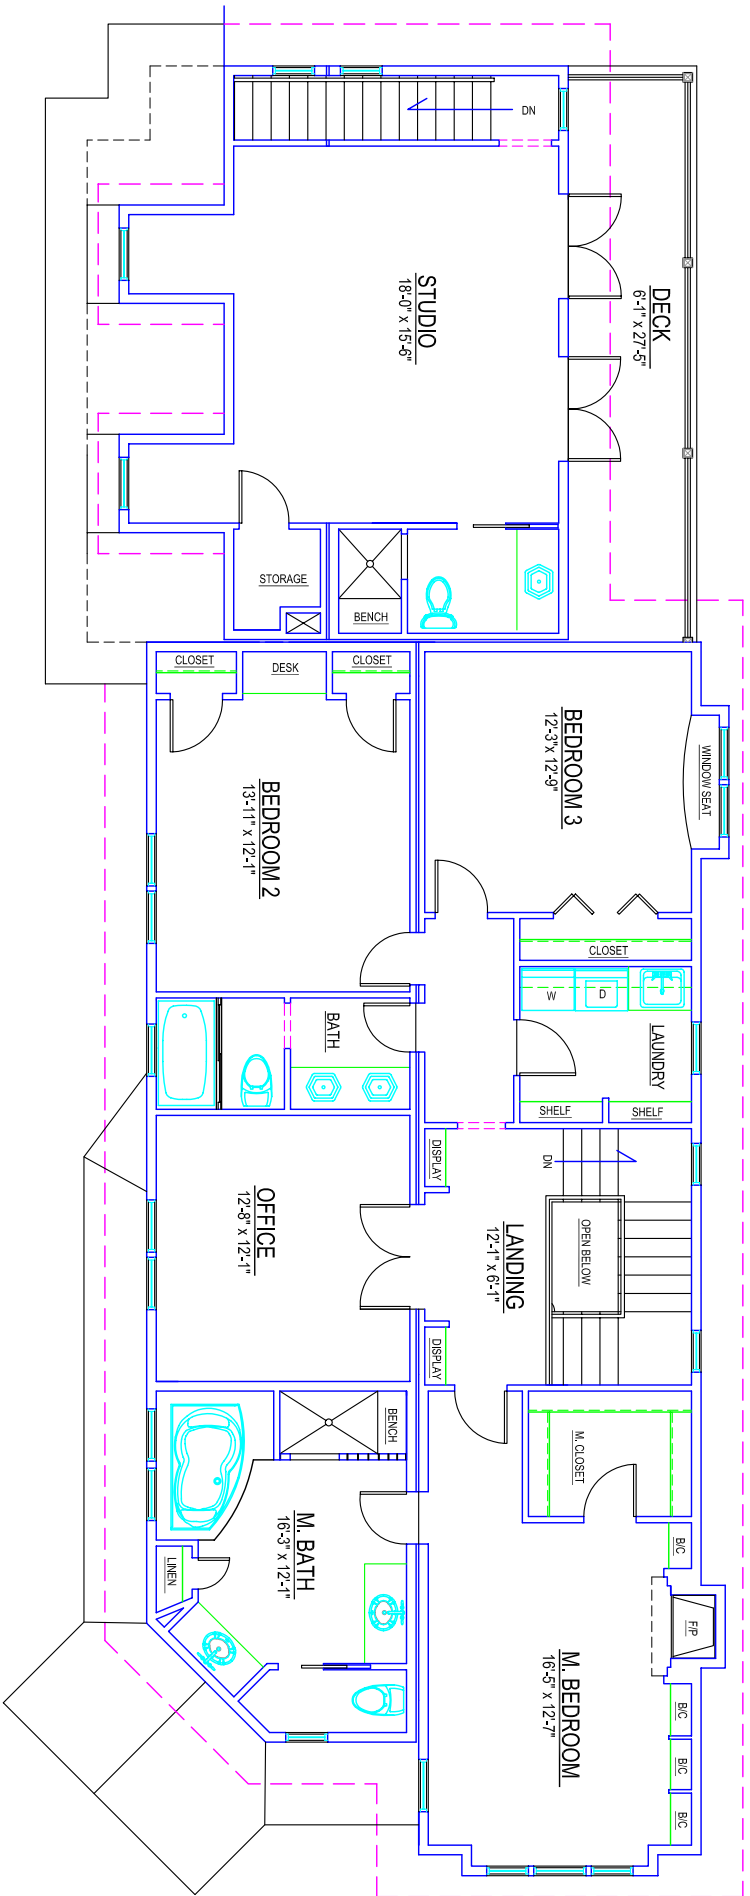 DN
DECK
6'-1" x 27'-5"
STUDIO
18'-0" x 15'-6"
STORAGE
BENCH
CLOSET
DESK
CLOSET
BEDROOM 3
12'-3"x 12'-9"
WINDOW SEAT
BEDROOM 2
13'-11" x 12'-1"
CLOSET
W
D
BATH
LAUNDRY
SHELF
SHELF
DISPLAY
DN
OPEN BELOW
LANDING
12'-1" x 6'-1"
OFFICE
12'-8" x 12'-1"
DISPLAY
BENCH
M. CLOSET
M. BATH
16'-3" x 12'-1"
LINEN
B/C
F/P
M. BEDROOM
16'-5" x 12'-7"
B/C
B/C
B/C